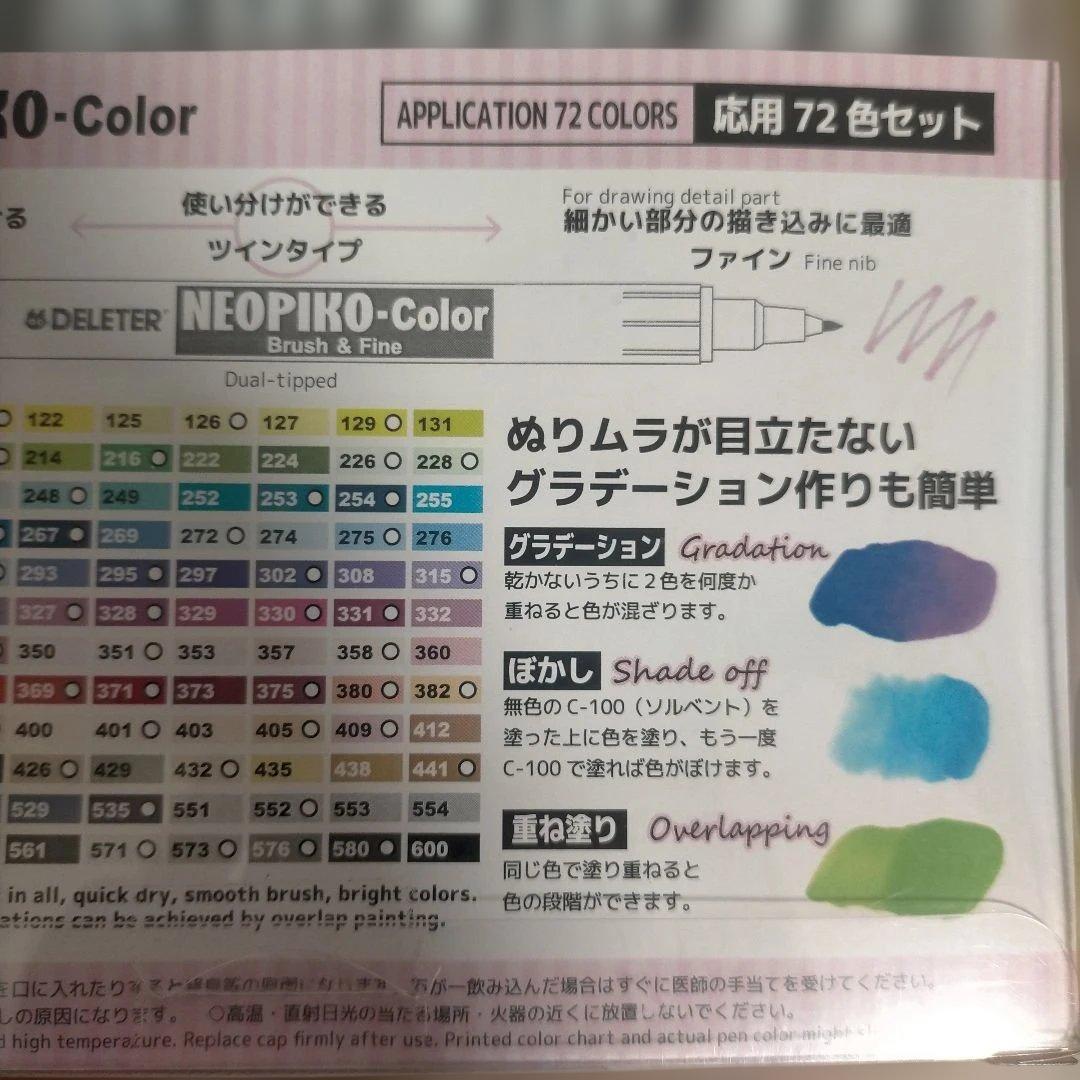 KO-Color
APPLICATION 72 COLORS 応用 72 色セット
使い分けができる
ツインタイプ
For drawing detail part
細かい部分の描き込みに最適
ファイン Fine nib
DELETER NEOPIKO-Color
Brush & Fine
Dual-tipped
122 125 126 ○ 127 129 ○ 131
214 216 ○ 222 224 226 ○ 228 ○
248 ○ 249 252 253 ○ 254 ○ 255
267 ○ 269 272 ○ 274 275 ○ 276
293 295 ○ 297 302 ○ 308 315 ○
327 ○ 328 ○ 329 330 ○ 331 ○ 332
350 351 ○ 353 357 358 ○ 360
369 ○ 371 ○ 373 375 ○ 380 ○ 382 ○
400 401 ○ 403 405 ○ 409 ○ 412
426 ○ 429 432 ○ 435 438 441 ○
529 535 ○ 551 552 ○ 553 554
561 571 ○ 573 ○ 576 ○ 580 ○ 600
in all, quick dry, smooth brush, bright colors.
ations can be achieved by overlap painting.
ぬりムラが目立たない
グラデーション作りも簡単
グラデーション Gradation
乾かないうちに２色を何度か
重ねると色が混ざります。
ぼかし Shade off
無色の C-100（ソルベント）を
塗った上に色を塗り、もう一度
C-100 で塗れば色がぼけます。
重ね塗り Overlapping
同じ色で塗り重ねると
色の段階ができます。
口に入れたり 万が一飲み込んだ場合はすぐに医師の手当てを受けてください。
しの原因になります。 ○高温・直射日光の当たる場所・火器の近くに放置しないでください。
d high temperature. Replace cap firmly after use. Printed color chart and actual pen color might